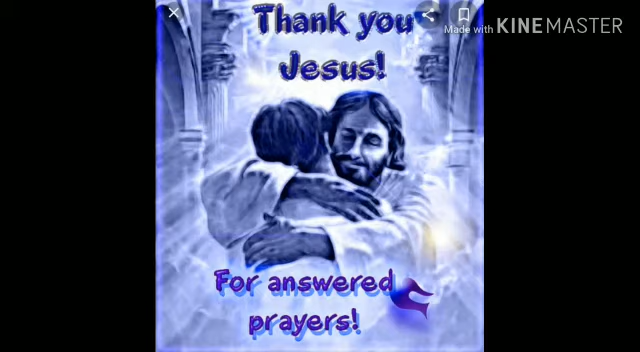 Thank you
Made with KINEMASTER
Jesus!
For answered
prayers!